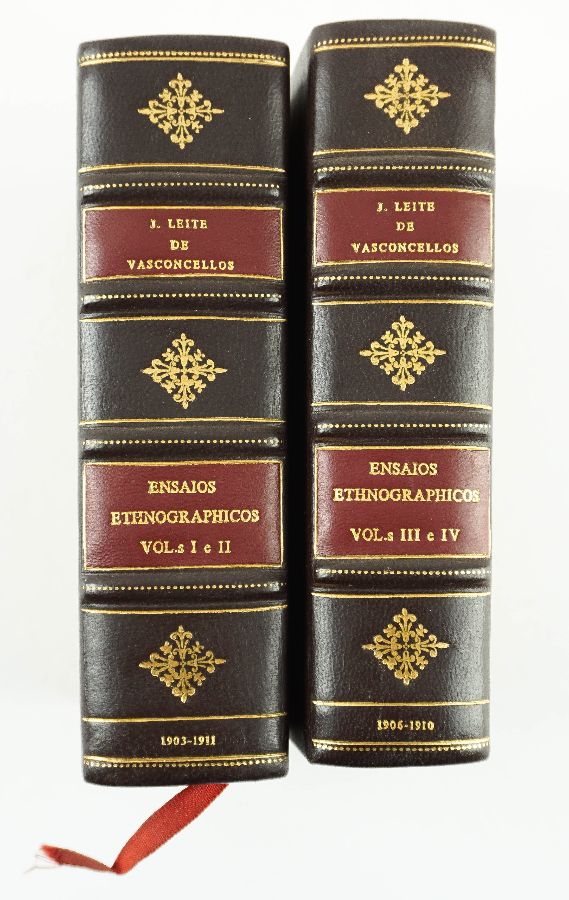 J. LEITE
DE
VASCONCELLOS
ENSAIOS
ETHNOGRAPHICOS
VOL.s I e II
1903-1911
J. LEITE
DE
VASCONCELLOS
ENSAIOS
ETHNOGRAPHICOS
VOL.s III e IV
1906-1910